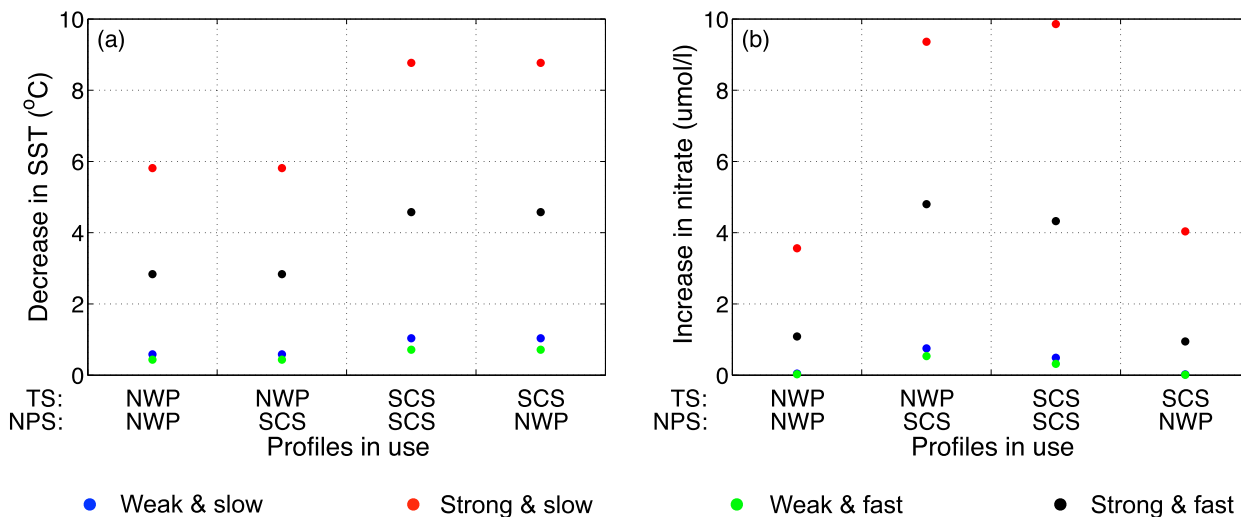 (a)
Decrease in SST (°C)
10
8
6
4
2
0
TS: NWP NWP SCS SCS
NPS: NWP SCS SCS NWP
Profiles in use
(b)
Increase in nitrate (umol/l)
10
8
6
4
2
0
TS: NWP NWP SCS SCS
NPS: NWP SCS SCS NWP
Profiles in use
Weak & slow Strong & slow Weak & fast Strong & fast